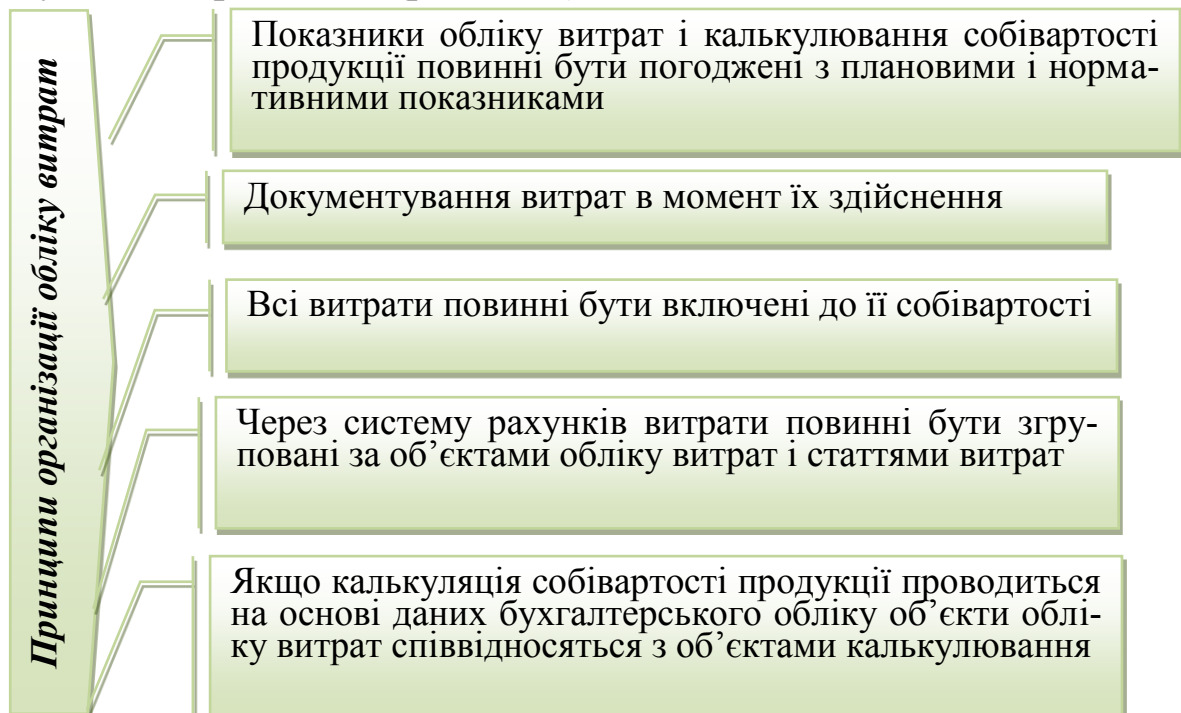 Принципи організації обліку витрат
Показники обліку витрат і калькулювання собівартості
продукції повинні бути погоджені з плановими і норма-
тивними показниками
Документування витрат в момент їх здійснення
Всі витрати повинні бути включені до її собівартості
Через систему рахунків витрати повинні бути згру-
повані за об’єктами обліку витрат і статтями витрат
Якщо калькуляція собівартості продукції проводиться
на основі даних бухгалтерського обліку об’єкти облі-
ку витрат співвідносяться з об’єктами калькулювання